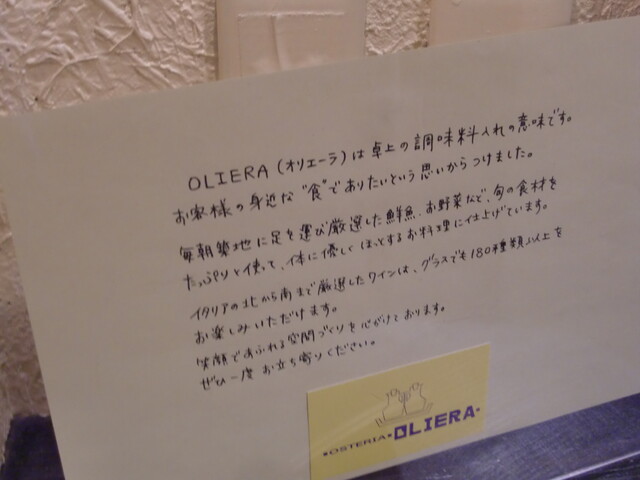 OLIERA (オリエーラ) は卓上の調味料入れの意味です。
お客様の身近な"食"でありたいという思いからつけました。
毎朝築地に足を運び厳選した鮮魚、お野菜など、旬の食材を
たっぷりと使って、体に優しくほっとするお料理に仕上げています。
イタリアの北から南まで厳選したワインは、グラスでも180種類以上を
お楽しみいただけます。
笑顔であふれる空間づくりを心がけております。
ぜひ一度お立ち寄りください。
•OSTERIA•OLIERA•